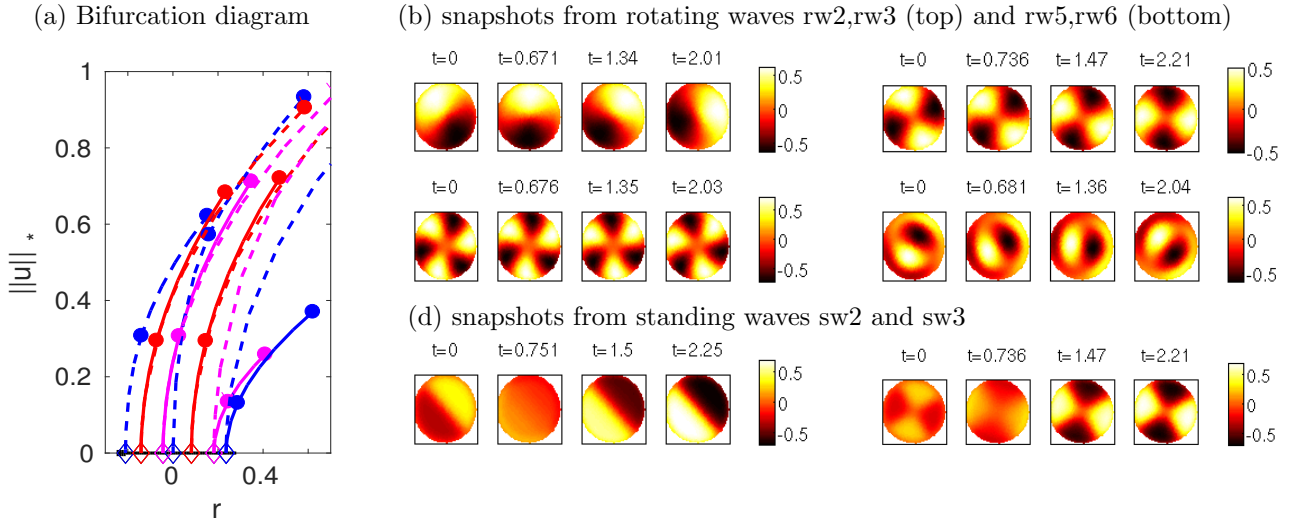 (a) Bifurcation diagram
1
0.8
0.6
0.4
0.2
0
0
0.4
r
||u||*
(b) snapshots from rotating waves rw2,rw3 (top) and rw5,rw6 (bottom)
t=0 t=0.671 t=1.34 t=2.01
0.5
0
-0.5
t=0 t=0.736 t=1.47 t=2.21
0.5
0
-0.5
t=0 t=0.676 t=1.35 t=2.03
0.5
0
-0.5
t=0 t=0.681 t=1.36 t=2.04
0.5
0
-0.5
(d) snapshots from standing waves sw2 and sw3
t=0 t=0.751 t=1.5 t=2.25
0.5
0
-0.5
t=0 t=0.736 t=1.47 t=2.21
0.5
0
-0.5